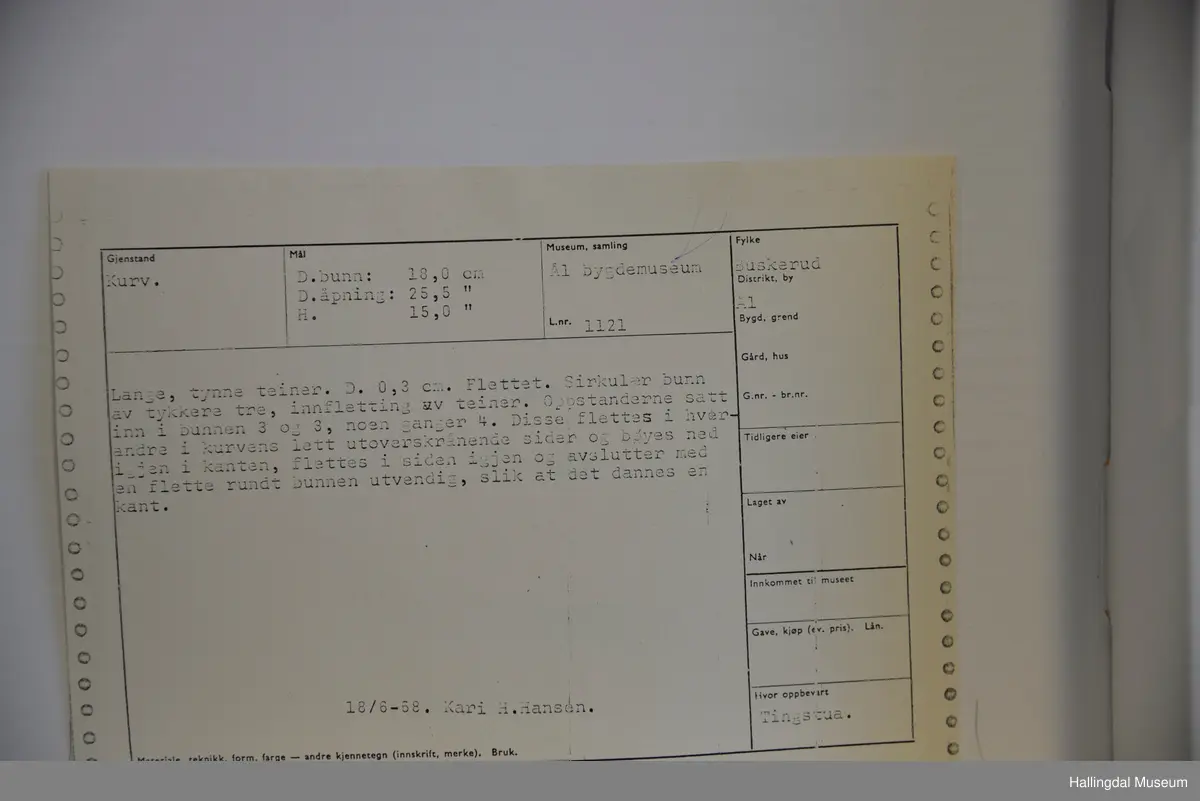 Gjenstand
Kurv.
Mål
D.bunn: 18,0 cm
D.åpning: 25,5 "
H. 15,0 "
Museum, samling
Ål bygdemuseum
L.nr. 1121
Fylke
Buskerud
Distrikt, by
Ål
Bygd, grend
Gård, hus
G.nr. - br.nr.
Tidligere eier
Laget av
Når
Innkommet til museet
Gave, kjøp (ev. pris). Lån.
Hvor oppbevart
Tingstua.
Lange, tynne teiner. D. 0,3 cm. Flettet. Sirkulær bunn
av tykkere tre, innfletting av teiner. Oppstanderne satt
inn i bunnen 3 og 3, noen ganger 4. Disse flettes i hver-
andre i kurvens lett utoverskrånende sider og bøyes ned
igjen i kanten, flettes i siden igjen og avslutter med
en flette rundt bunnen utvendig, slik at det dannes en
kant.
18/6-68. Kari H.Hansen.
Materiale, teknikk, form, farge — andre kjennetegn (innskrift, merke). Bruk.
Hallingdal Museum